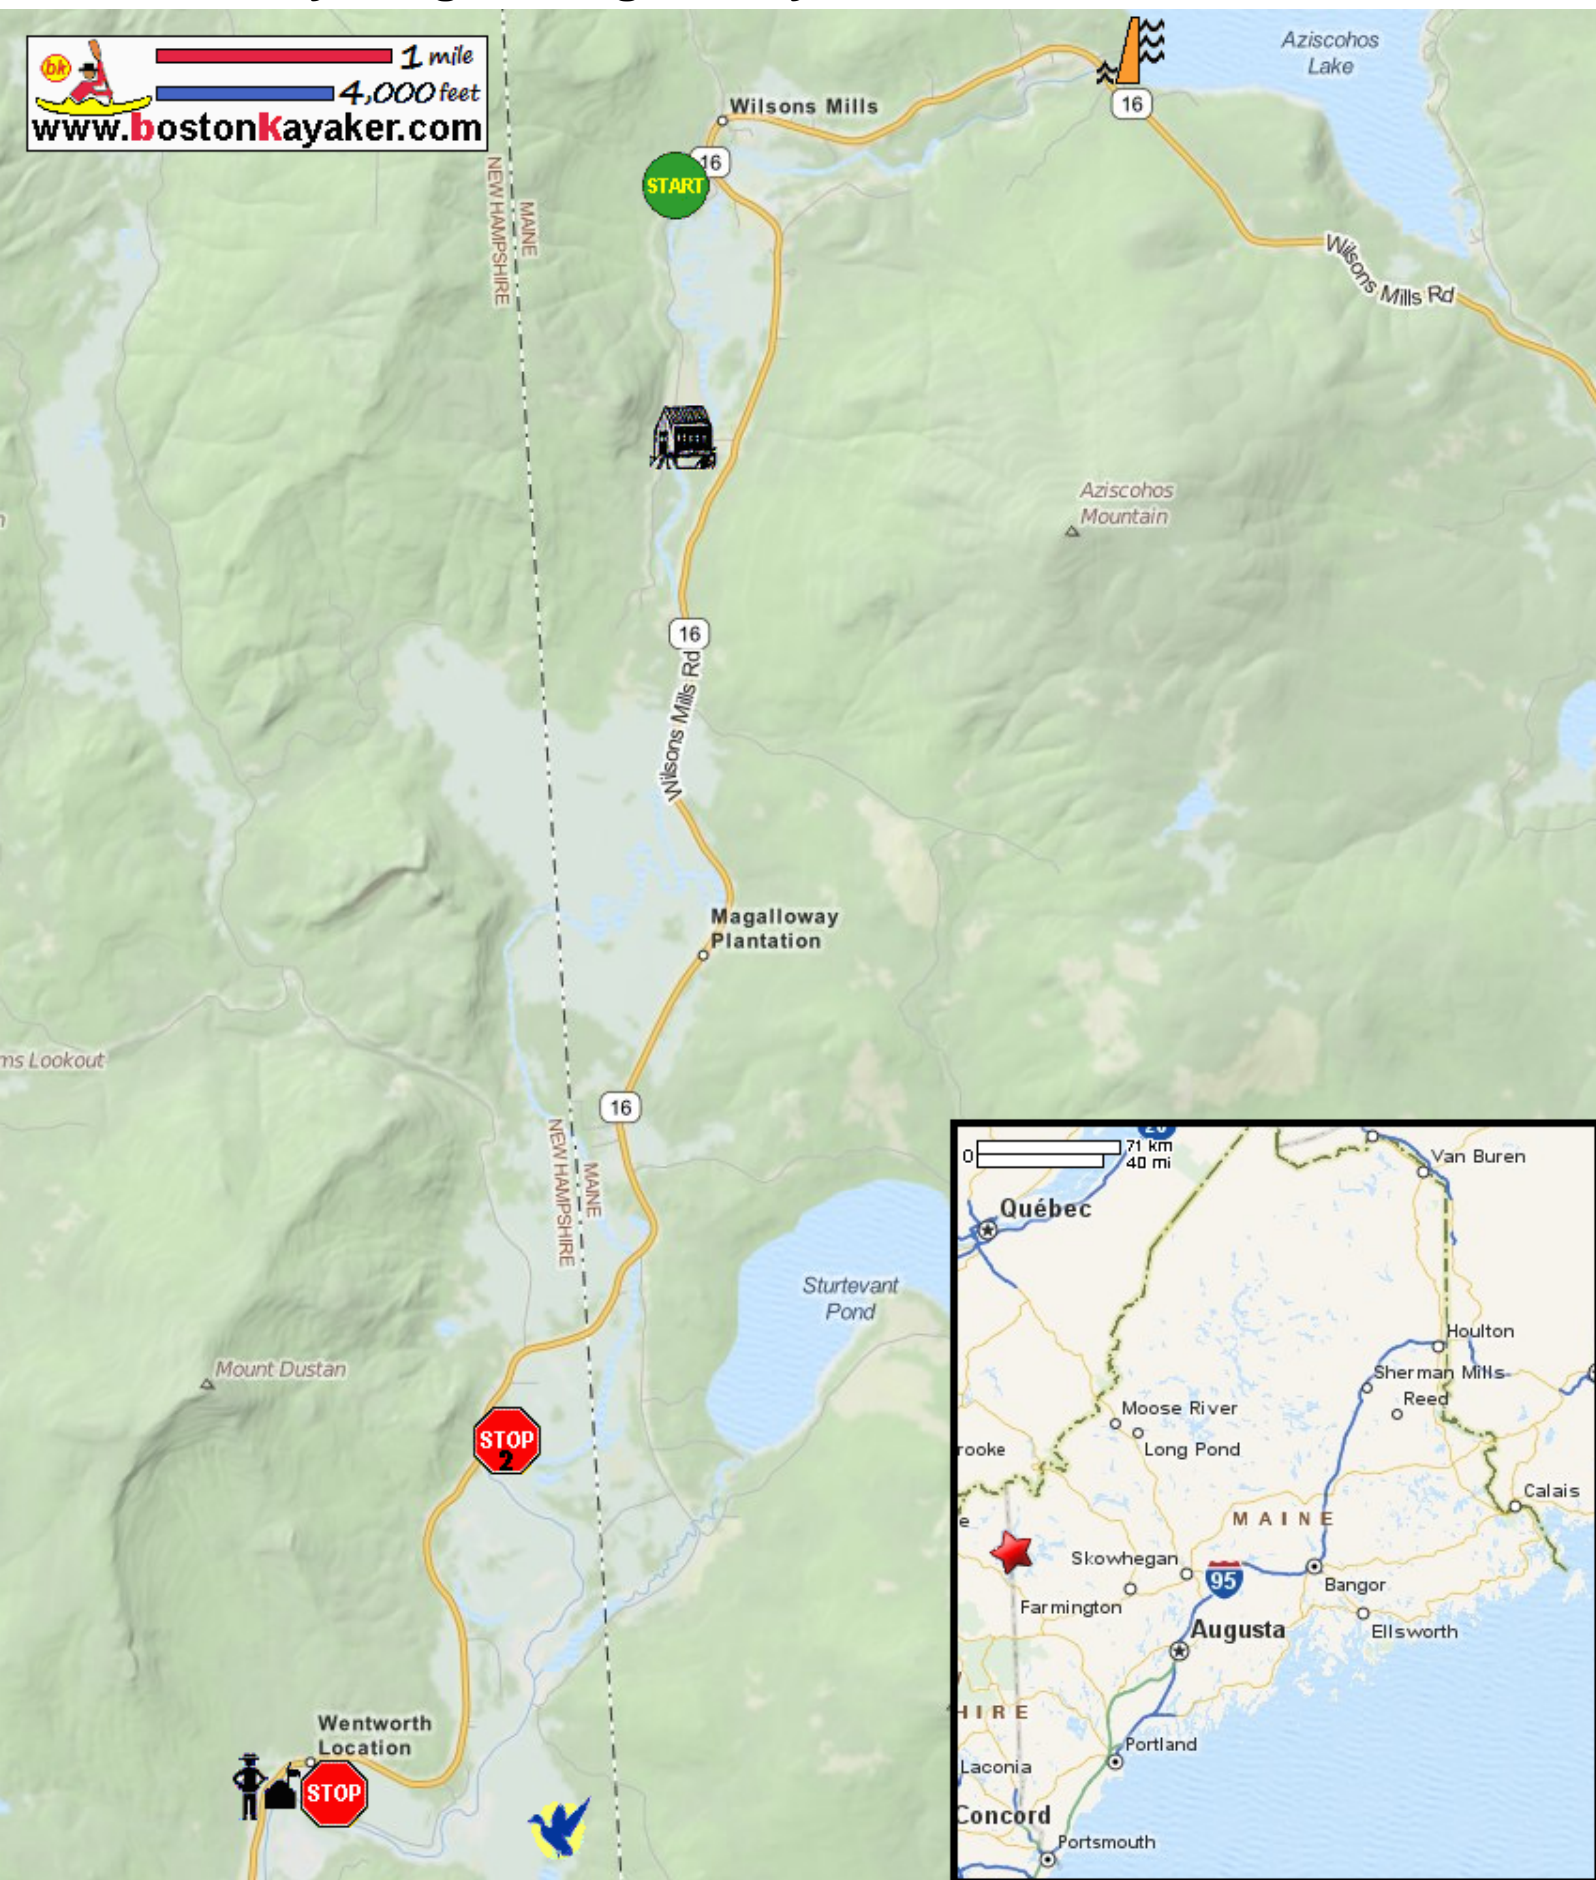 bk
1 mile
4,000 feet
www.bostonkayaker.com
Aziscohos
Lake
Wilsons Mills
16
16
START
NEW HAMPSHIRE
MAINE
Wilsons Mills Rd
Aziscohos
Mountain
16
Wilsons Mills Rd
Magalloway
Plantation
ms Lookout
16
NEW HAMPSHIRE
MAINE
Sturtevant
Pond
Mount Dustan
STOP
2
Wentworth
Location
STOP
0
71 km
40 mi
Van Buren
Québec
Houlton
Sherman Mills
Reed
Moose River
Long Pond
rooke
Calais
MAINE
e
Skowhegan
95
Bangor
Farmington
Ellsworth
Augusta
HIRE
Portland
Laconia
Concord
Portsmouth